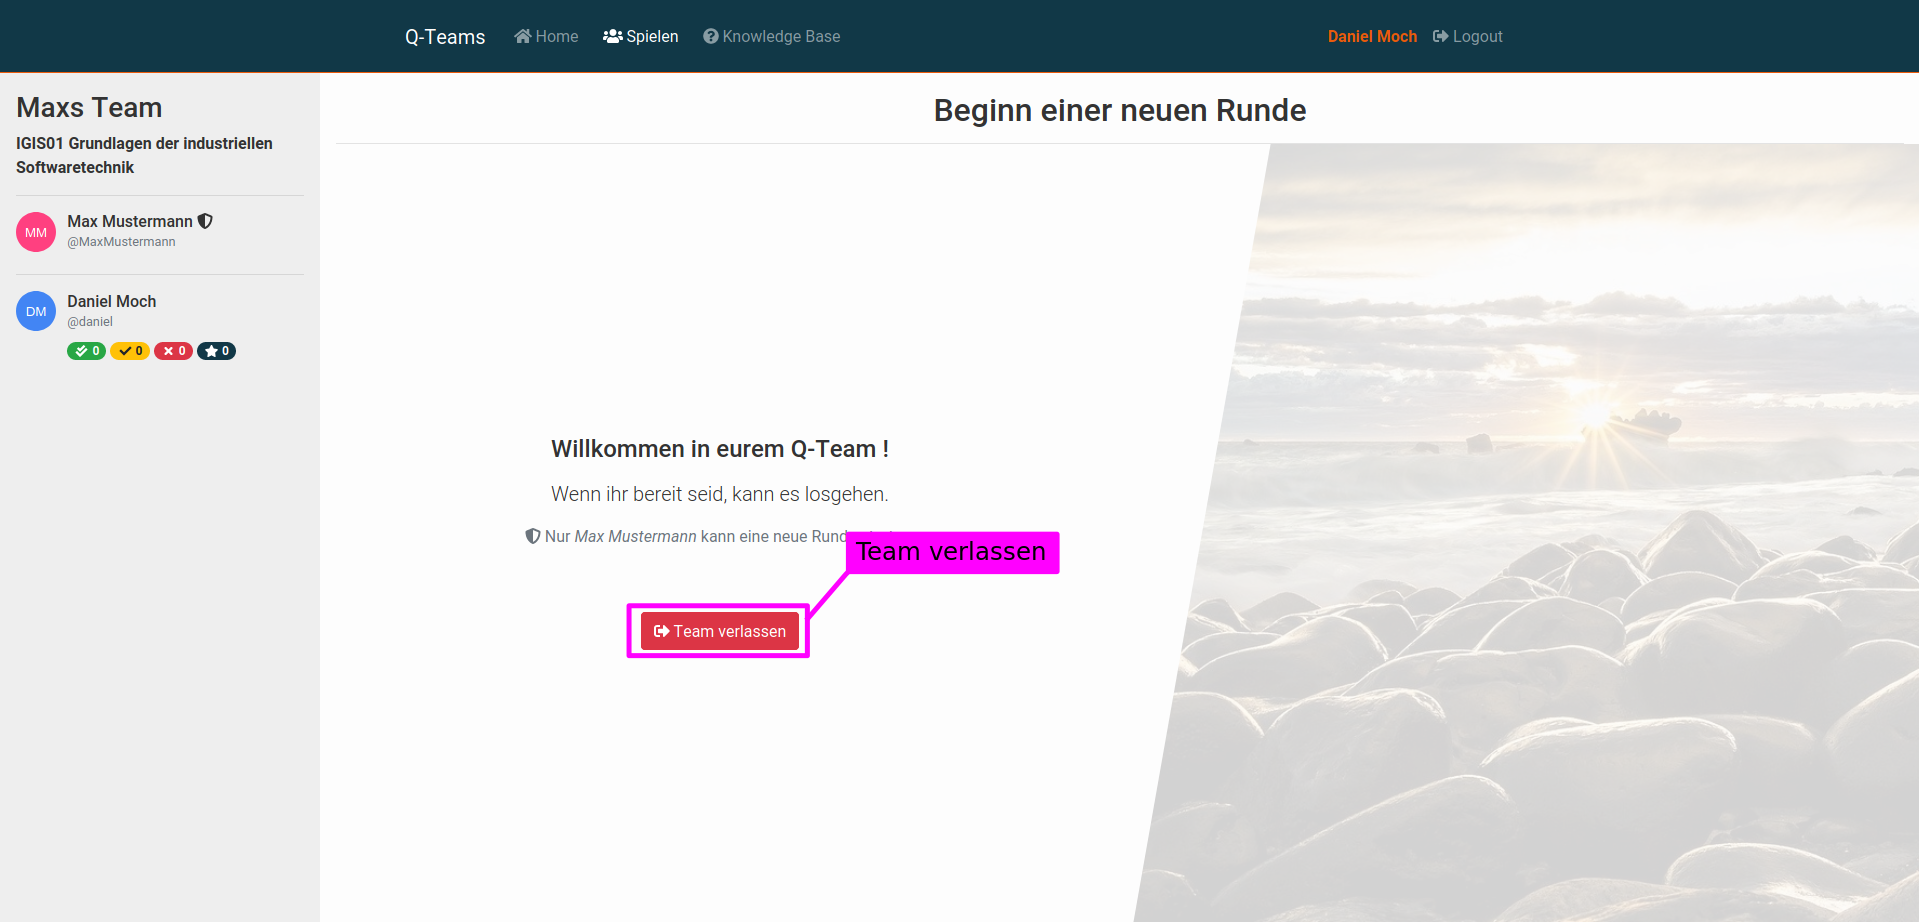 Q-Teams Home Spielen Knowledge Base Daniel Moch Logout
Maxs Team
IGIS01 Grundlagen der industriellen
Softwaretechnik
MM Max Mustermann
@MaxMustermann
DM Daniel Moch
@daniel
0 0 0 0
Beginn einer neuen Runde
Willkommen in eurem Q-Team !
Wenn ihr bereit seid, kann es losgehen.
Nur Max Mustermann kann eine neue
Team verlassen
Team verlassen